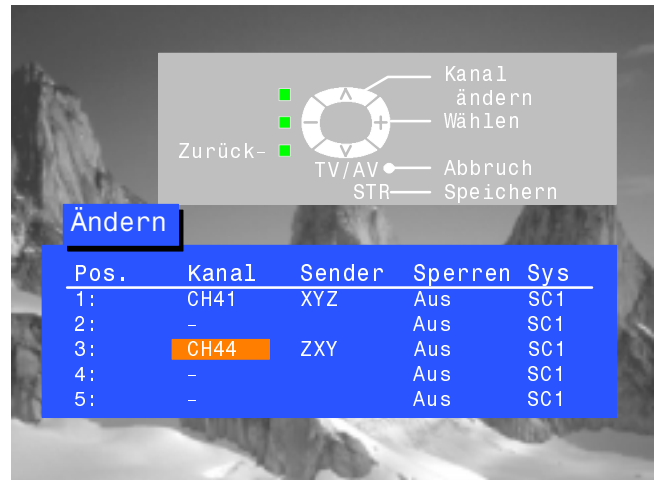 Kanal
ändern
Wählen
Zurück-
TV/AV Abbruch
STR Speichern
Ändern
Pos. Kanal Sender Sperren Sys
1: CH41 XYZ Aus SC1
2: – Aus SC1
3: CH44 ZXY Aus SC1
4: – Aus SC1
5: – Aus SC1